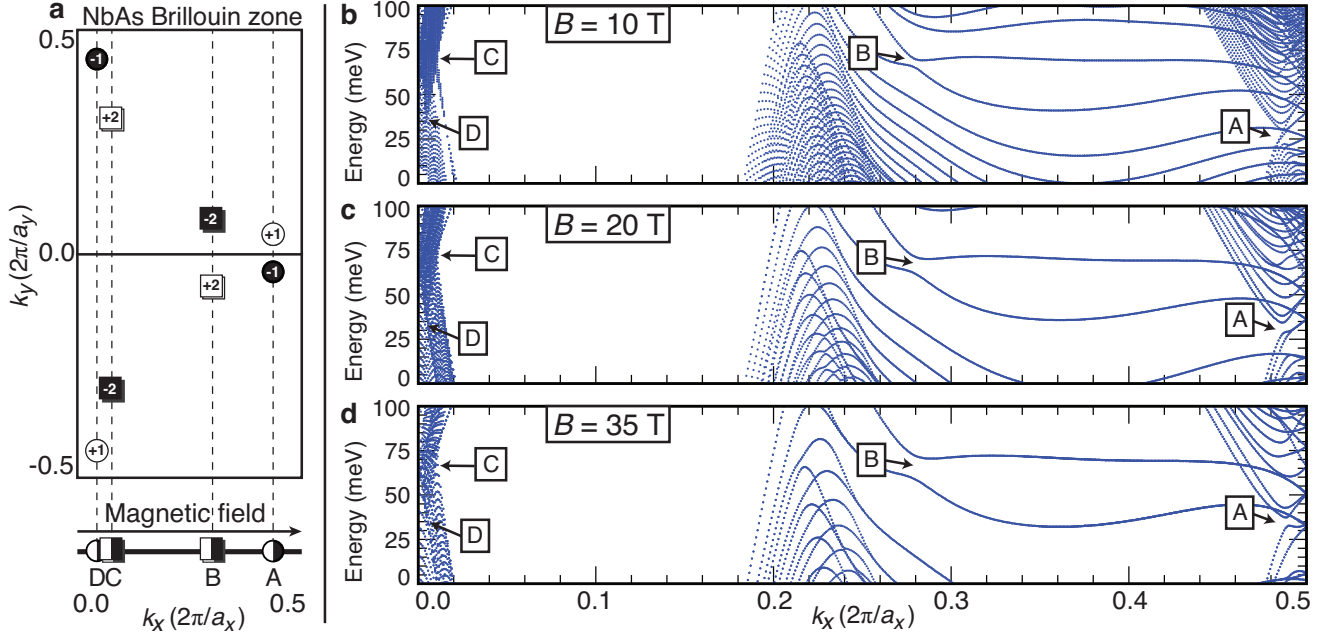 a
NbAs Brillouin zone
0.5
-1
+2
-2
+1
0.0
-1
+2
-2
+1
-0.5
ky (2π/ay)
Magnetic field
DC B A
0.0 0.5
kx (2π/ax)
b
B = 10 T
100
75
50
25
0
Energy (meV)
C
D
B
A
c
B = 20 T
100
75
50
25
0
Energy (meV)
C
D
B
A
d
B = 35 T
100
75
50
25
0
Energy (meV)
C
D
B
A
0.0 0.1 0.2 0.3 0.4 0.5
kx (2π/ax)